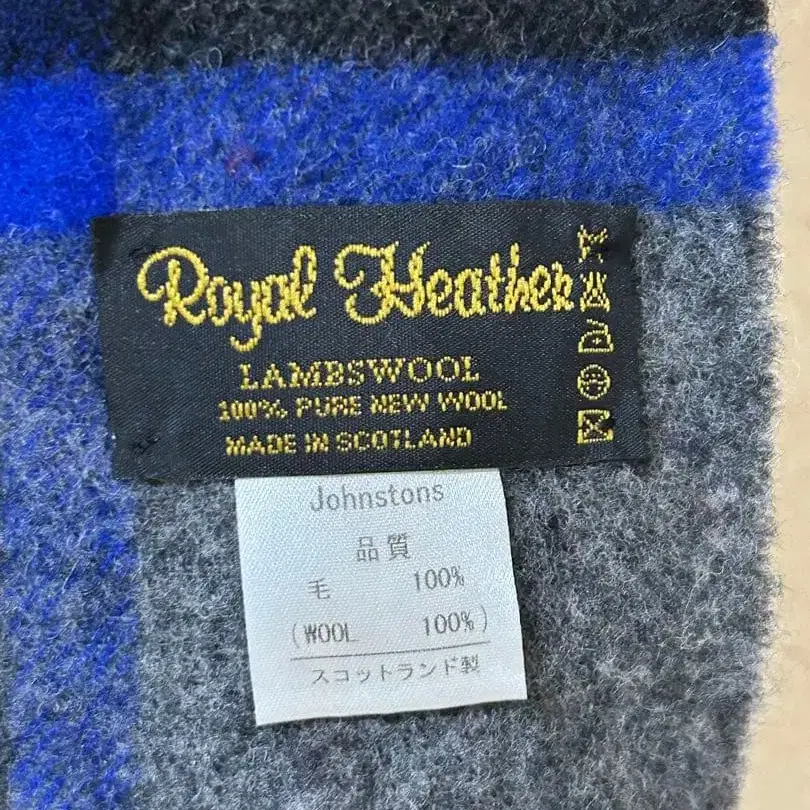 Royal Heather
LAMBSWOOL
100% PURE NEW WOOL
MADE IN SCOTLAND
Johnstons
品質
毛 100%
(WOOL 100%)
スコットランド製